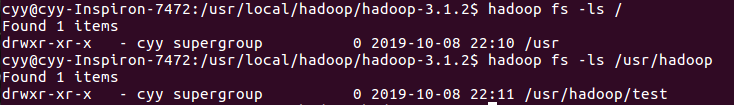 cyy@cyy-Inspiron-7472:/usr/local/hadoop/hadoop-3.1.2$ hadoop fs -ls /
Found 1 items
drwxr-xr-x   - cyy supergroup          0 2019-10-08 22:10 /usr
cyy@cyy-Inspiron-7472:/usr/local/hadoop/hadoop-3.1.2$ hadoop fs -ls /usr/hadoop
Found 1 items
drwxr-xr-x   - cyy supergroup          0 2019-10-08 22:11 /usr/hadoop/test